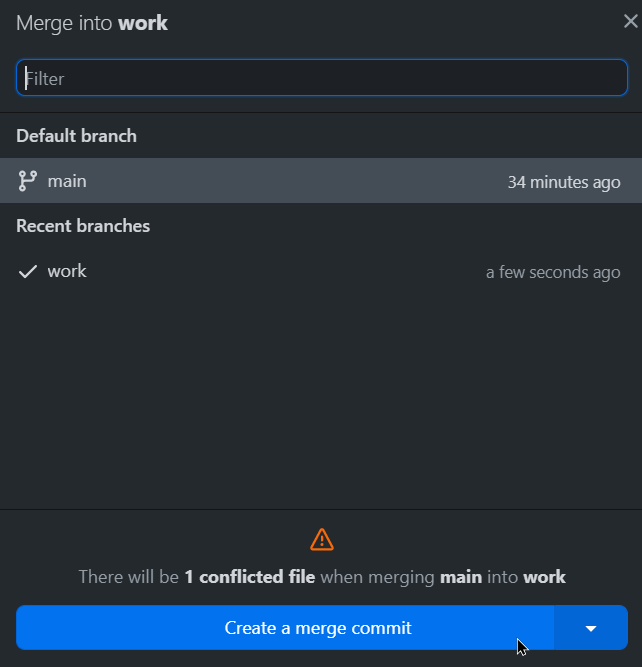 Merge into work
Filter
Default branch
main 34 minutes ago
Recent branches
work a few seconds ago
There will be 1 conflicted file when merging main into work
Create a merge commit